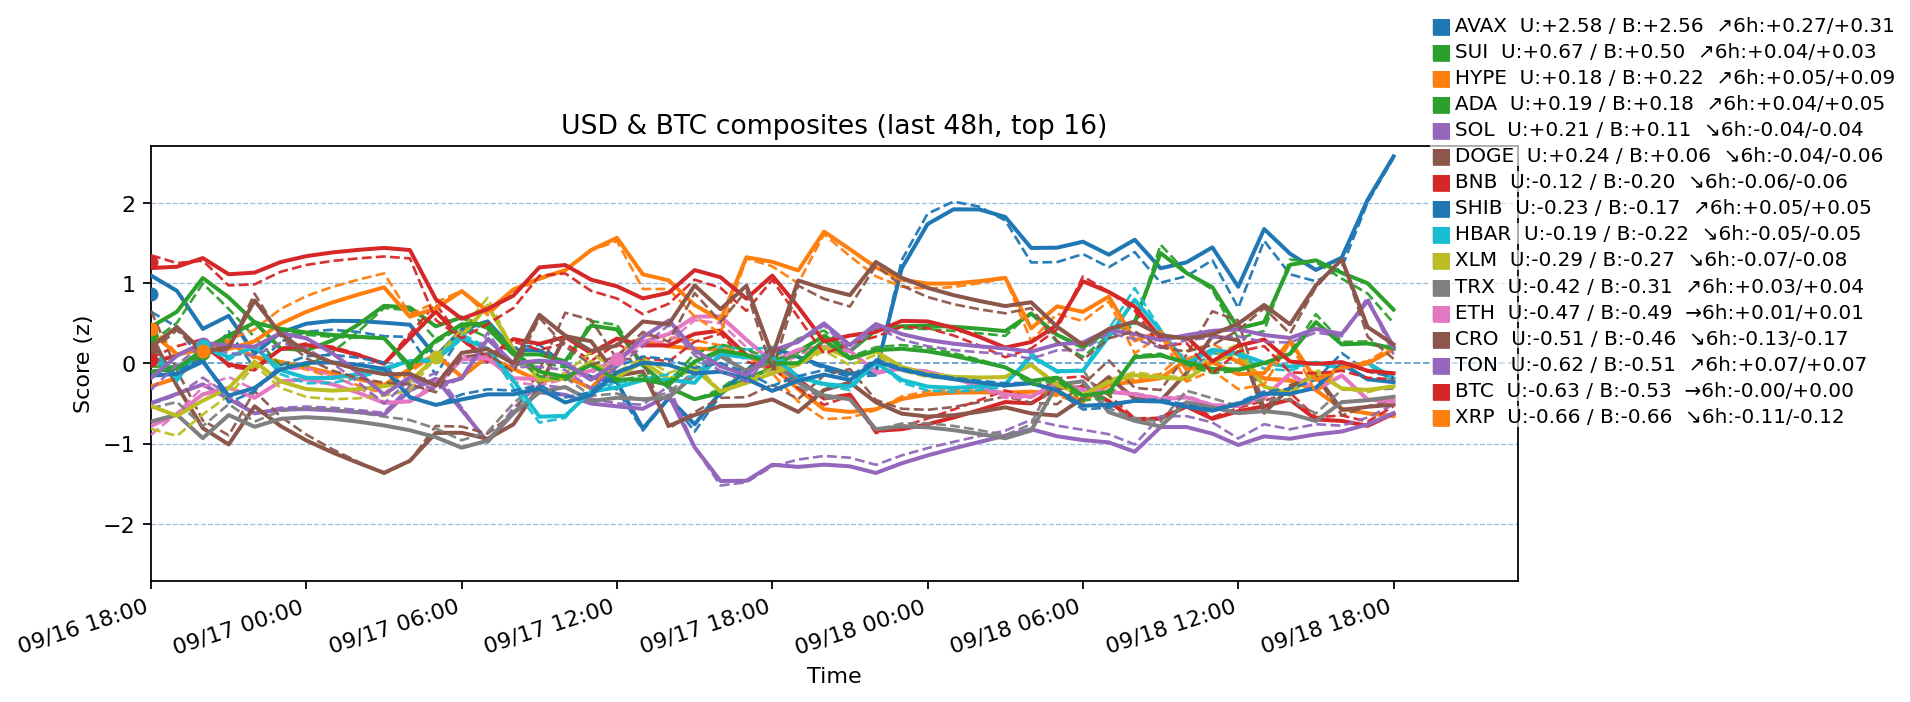 AVAX  U:+2.58 / B:+2.56  ↗6h:+0.27/+0.31
SUI  U:+0.67 / B:+0.50  ↗6h:+0.04/+0.03
HYPE  U:+0.18 / B:+0.22  ↗6h:+0.05/+0.09
ADA  U:+0.19 / B:+0.18  ↗6h:+0.04/+0.05
SOL  U:+0.21 / B:+0.11  ↘6h:-0.04/-0.04
DOGE  U:+0.24 / B:+0.06  ↘6h:-0.04/-0.06
BNB  U:-0.12 / B:-0.20  ↘6h:-0.06/-0.06
SHIB  U:-0.23 / B:-0.17  ↗6h:+0.05/+0.05
HBAR  U:-0.19 / B:-0.22  ↘6h:-0.05/-0.05
XLM  U:-0.29 / B:-0.27  ↘6h:-0.07/-0.08
TRX  U:-0.42 / B:-0.31  ↗6h:+0.03/+0.04
ETH  U:-0.47 / B:-0.49  →6h:+0.01/+0.01
CRO  U:-0.51 / B:-0.46  ↘6h:-0.13/-0.17
TON  U:-0.62 / B:-0.51  ↗6h:+0.07/+0.07
BTC  U:-0.63 / B:-0.53  →6h:-0.00/+0.00
XRP  U:-0.66 / B:-0.66  ↘6h:-0.11/-0.12
USD & BTC composites (last 48h, top 16)
Score (z)
2
1
0
−1
−2
09/16 18:00
09/17 00:00
09/17 06:00
09/17 12:00
09/17 18:00
09/18 00:00
09/18 06:00
09/18 12:00
09/18 18:00
Time